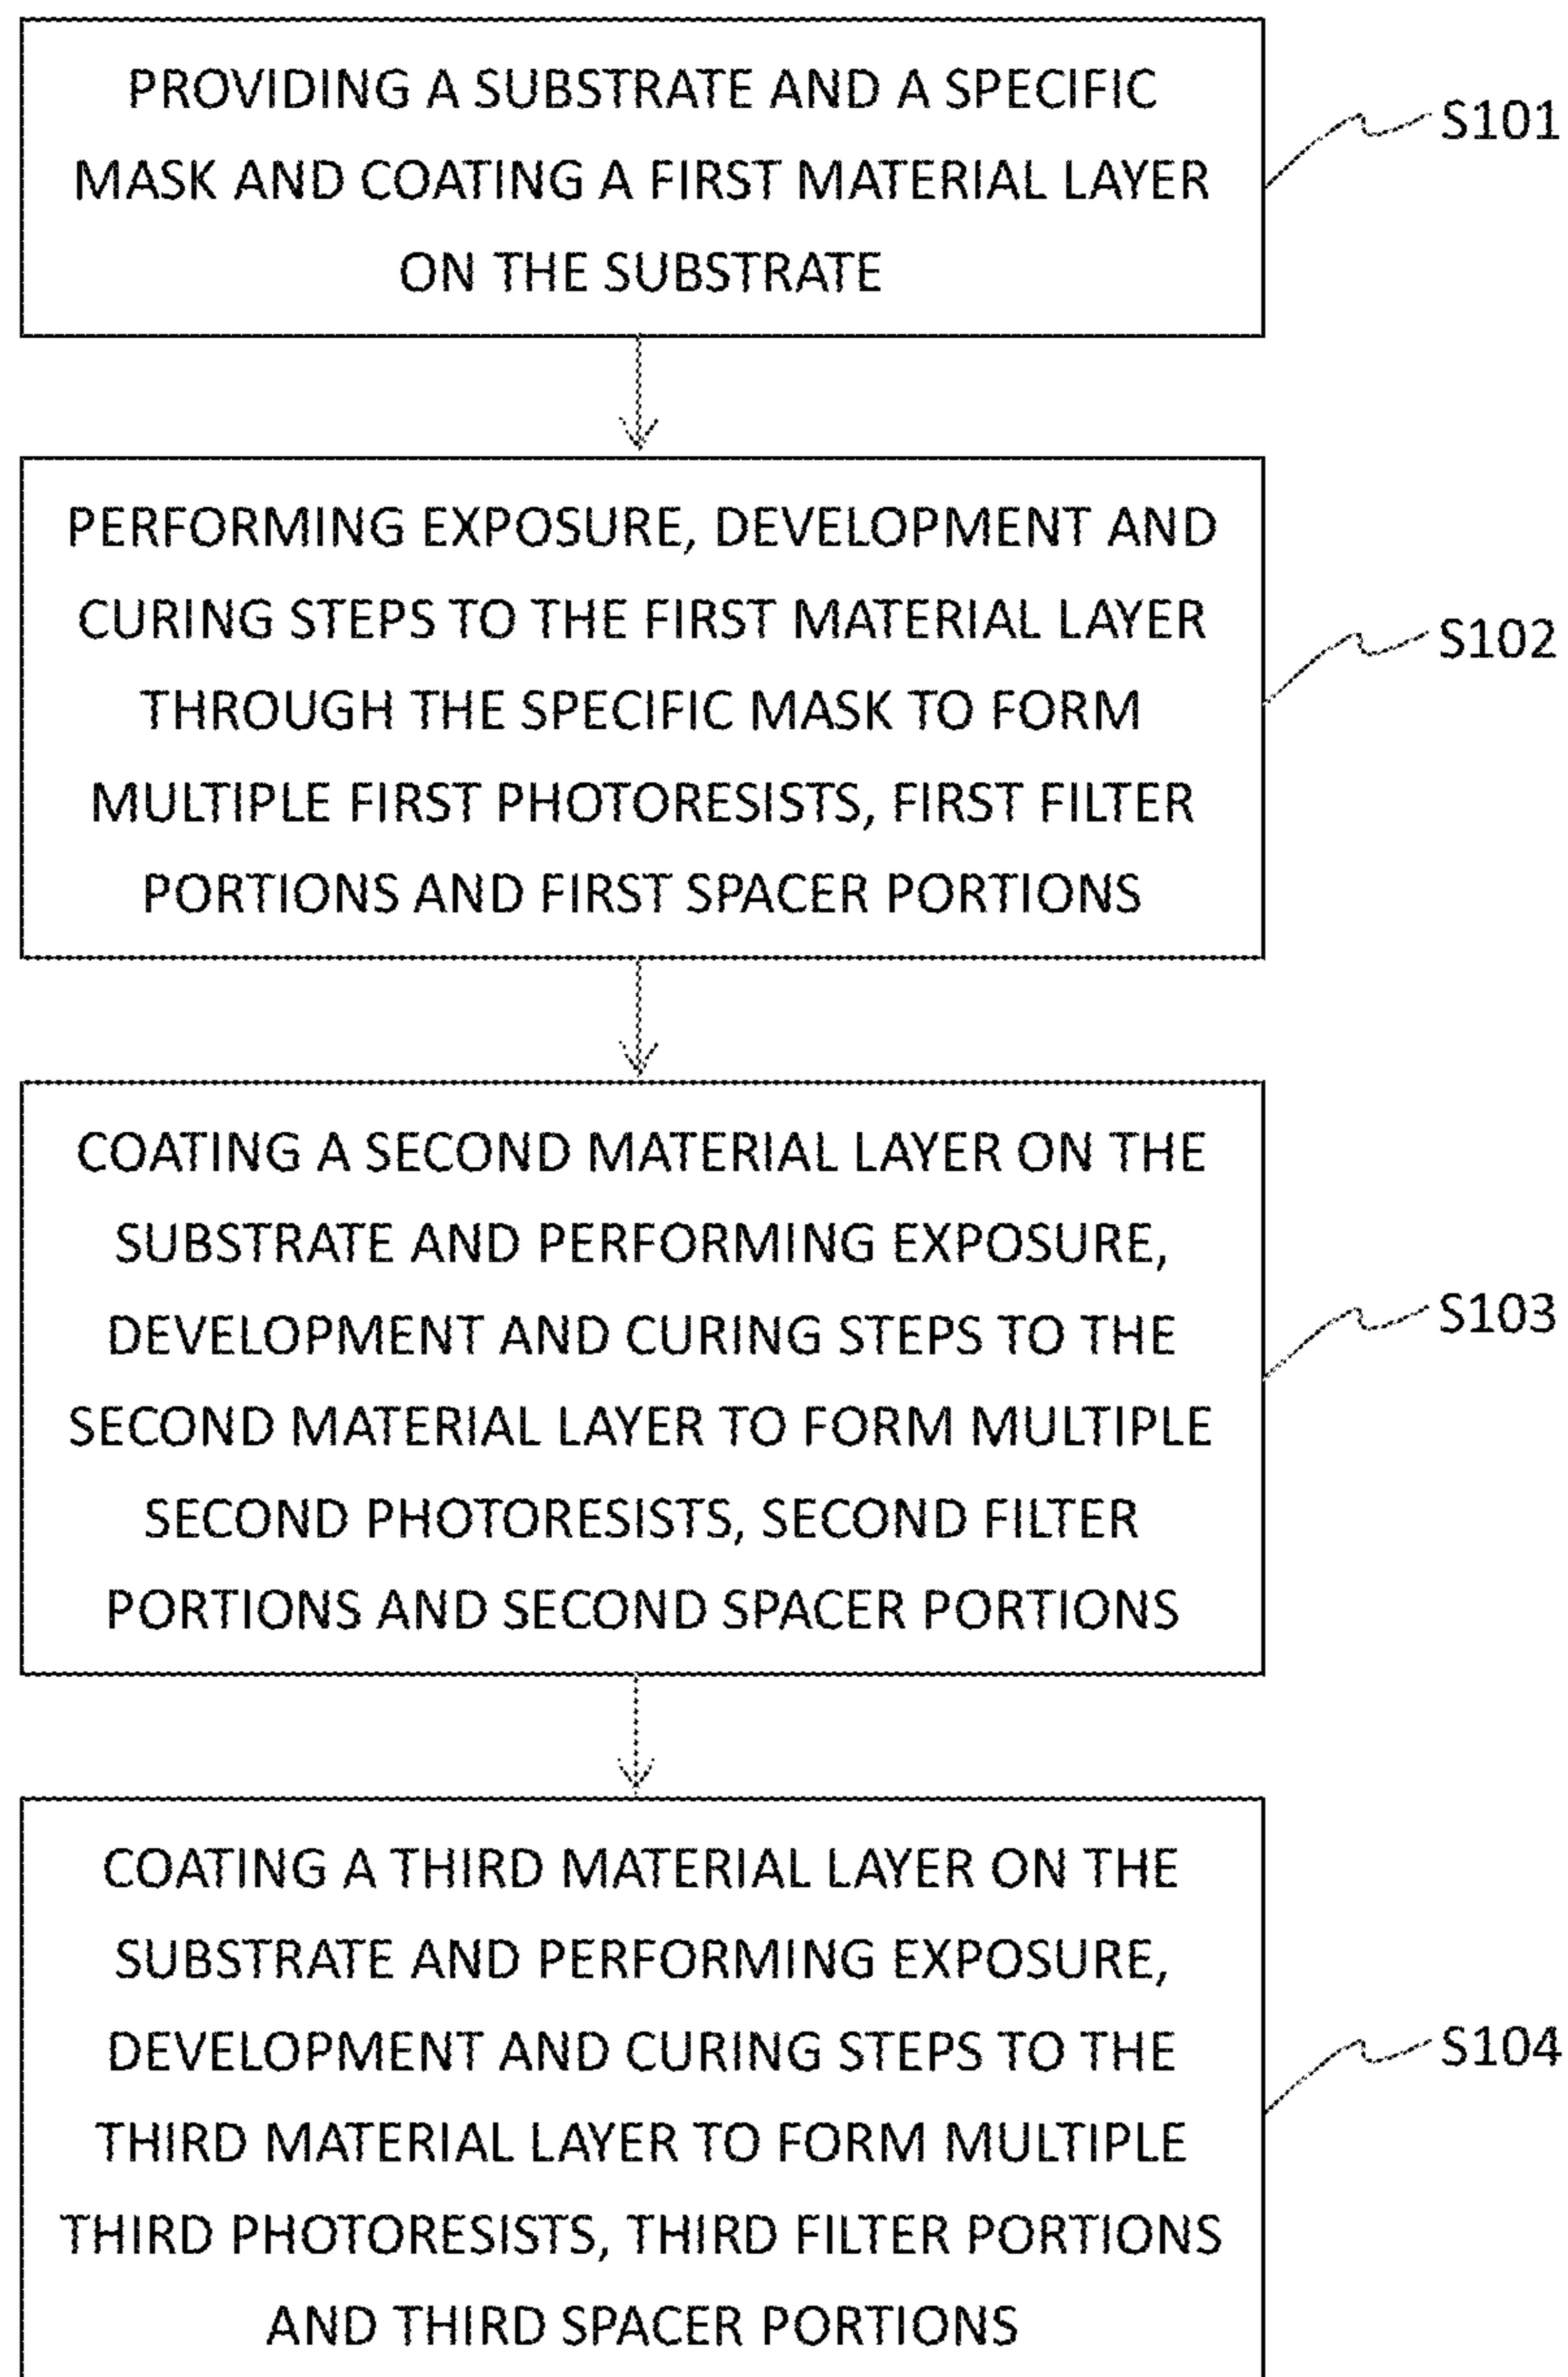 PROVIDING A SUBSTRATE AND A SPECIFIC
MASK AND COATING A FIRST MATERIAL LAYER
ON THE SUBSTRATE
S101
PERFORMING EXPOSURE, DEVELOPMENT AND
CURING STEPS TO THE FIRST MATERIAL LAYER
THROUGH THE SPECIFIC MASK TO FORM
MULTIPLE FIRST PHOTORESISTS, FIRST FILTER
PORTIONS AND FIRST SPACER PORTIONS
S102
COATING A SECOND MATERIAL LAYER ON THE
SUBSTRATE AND PERFORMING EXPOSURE,
DEVELOPMENT AND CURING STEPS TO THE
SECOND MATERIAL LAYER TO FORM MULTIPLE
SECOND PHOTORESISTS, SECOND FILTER
PORTIONS AND SECOND SPACER PORTIONS
S103
COATING A THIRD MATERIAL LAYER ON THE
SUBSTRATE AND PERFORMING EXPOSURE,
DEVELOPMENT AND CURING STEPS TO THE
THIRD MATERIAL LAYER TO FORM MULTIPLE
THIRD PHOTORESISTS, THIRD FILTER PORTIONS
AND THIRD SPACER PORTIONS
S104